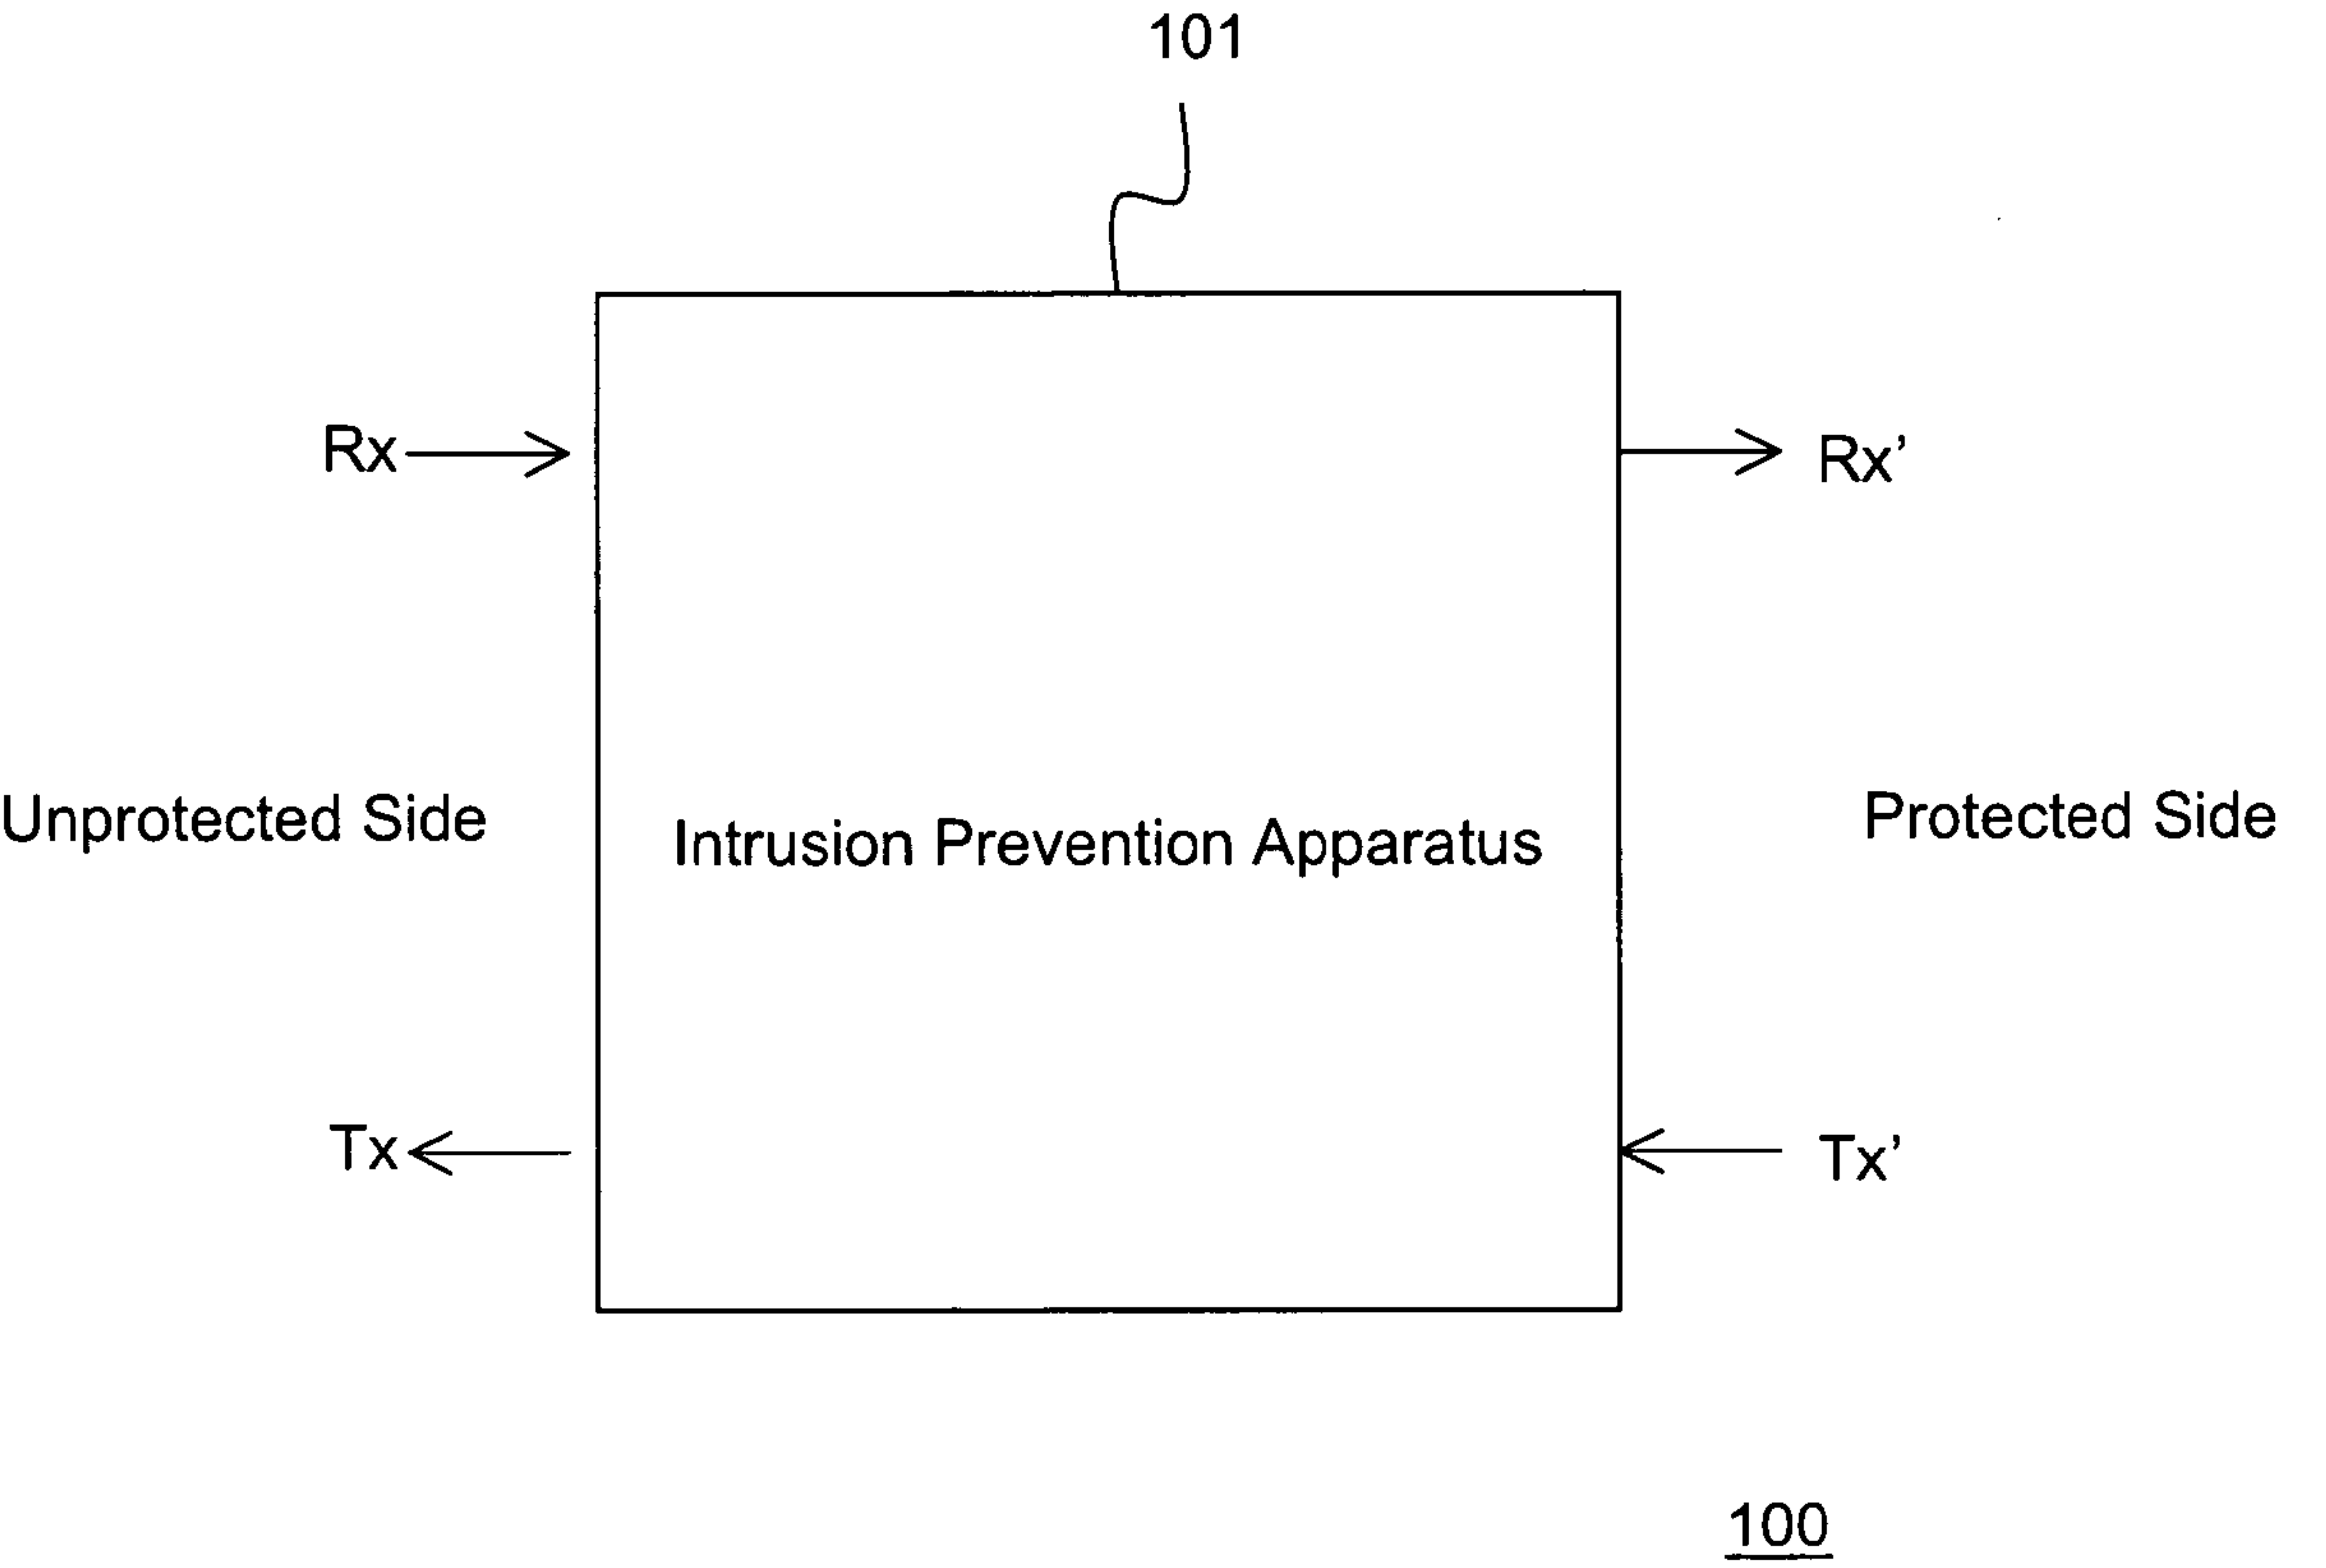 101
Rx
Rx’
Unprotected Side
Intrusion Prevention Apparatus
Protected Side
Tx
Tx’
100